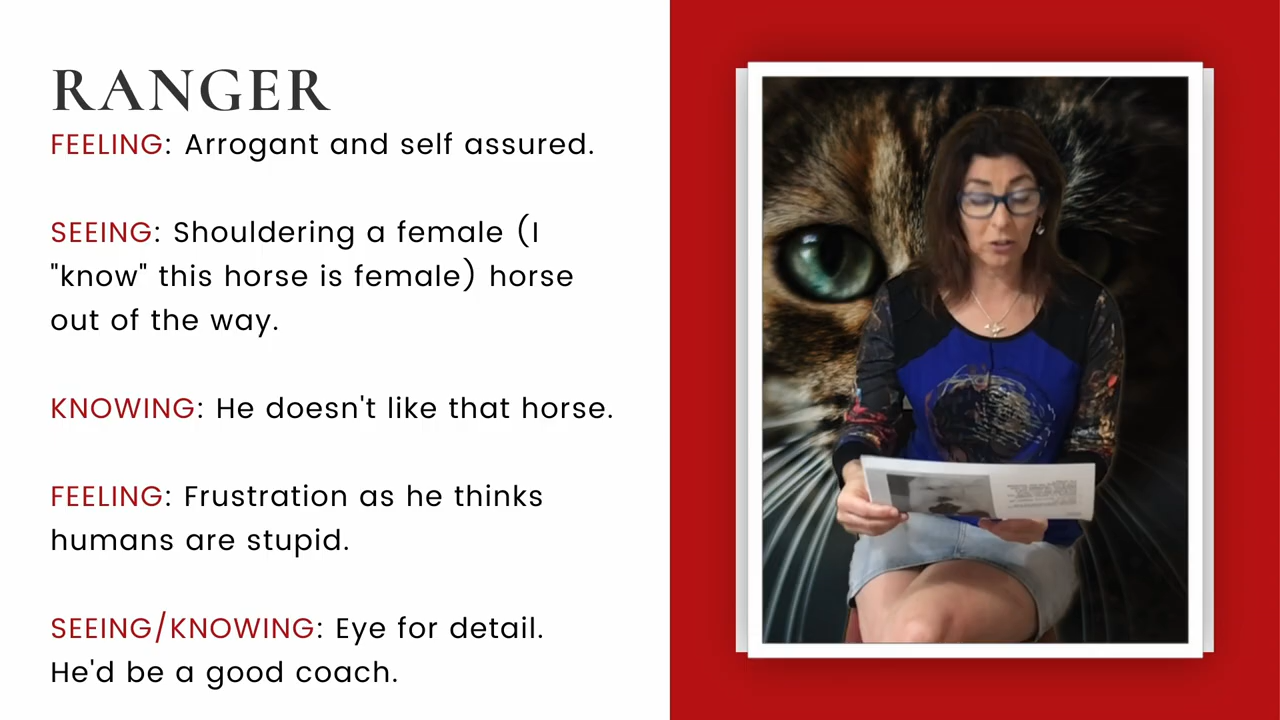 RANGER
FEELING: Arrogant and self assured.
SEEING: Shouldering a female (I
"know" this horse is female) horse
out of the way.
KNOWING: He doesn't like that horse.
FEELING: Frustration as he thinks
humans are stupid.
SEEING/KNOWING: Eye for detail.
He'd be a good coach.